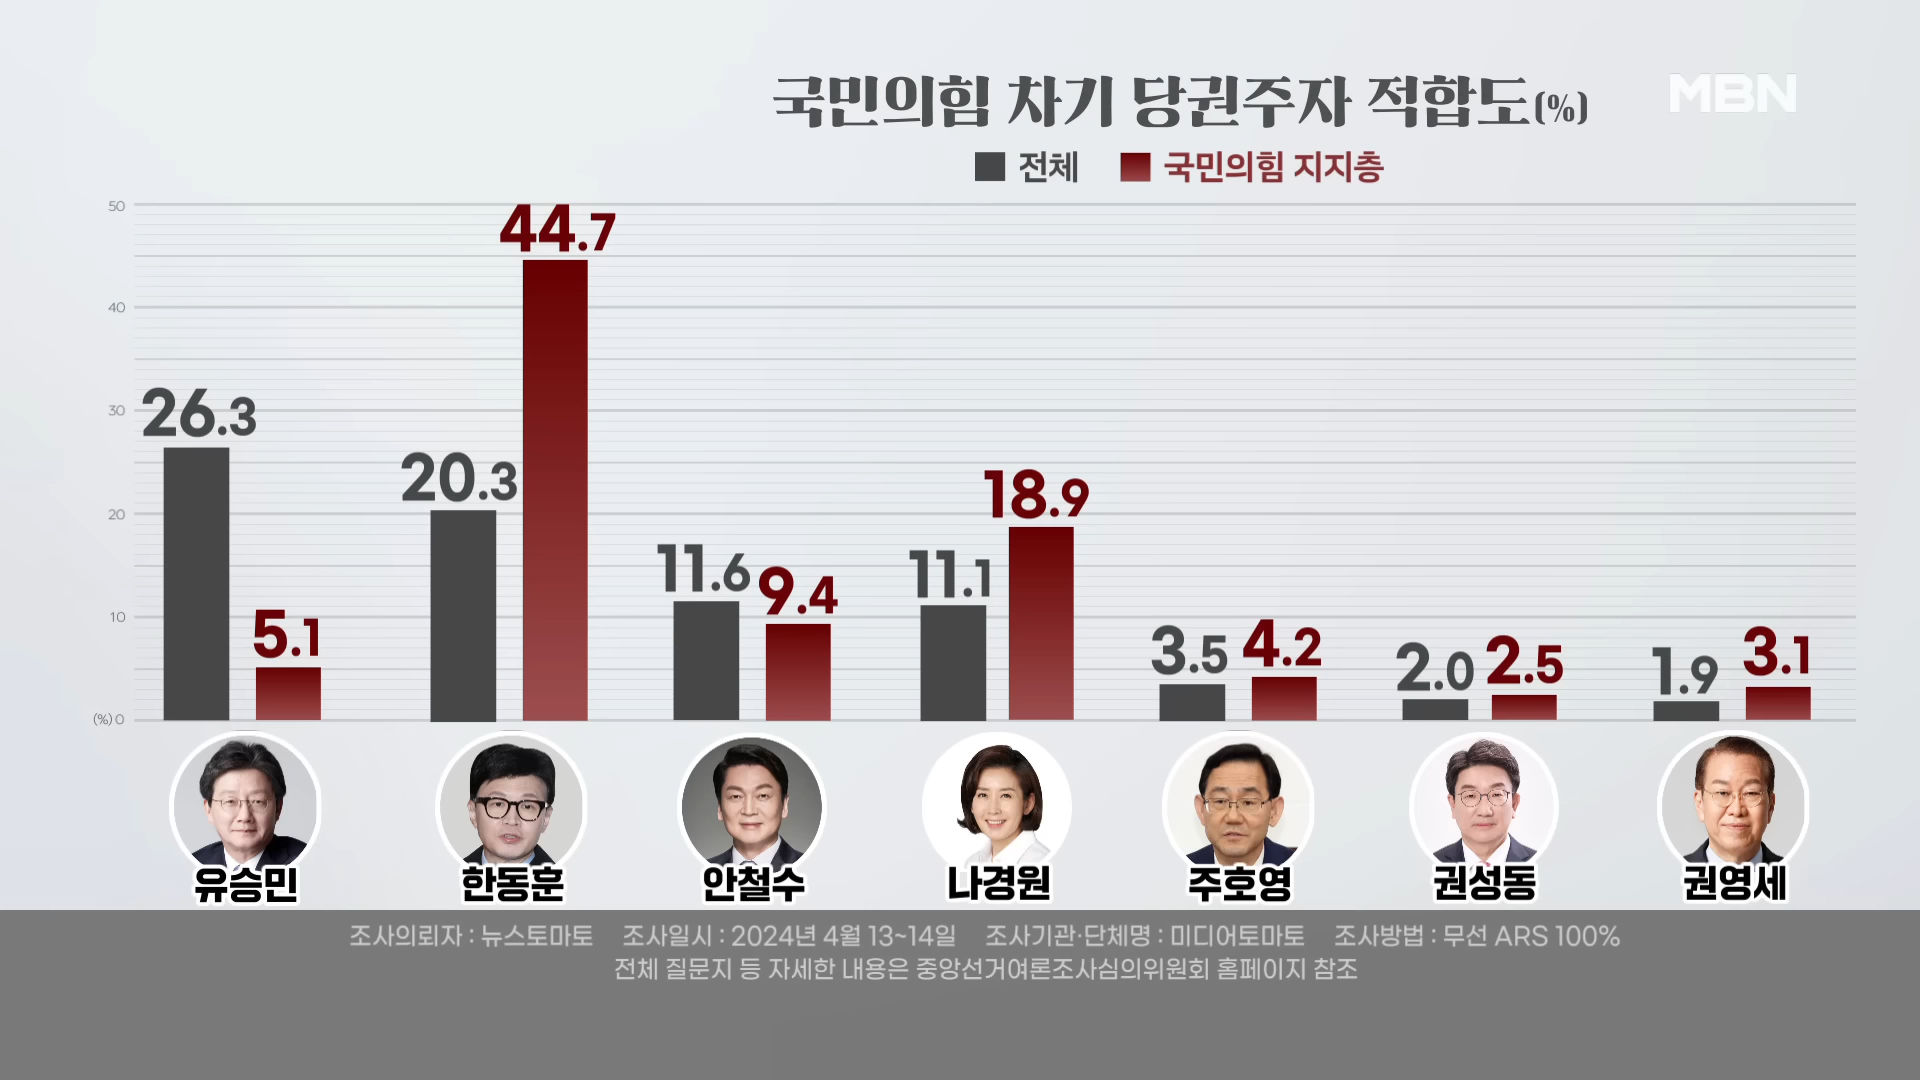 국민의힘 차기 당권주자 적합도(%)
MBN
전체 국민의힘 지지층
50
40
30
20
10
(%) 0
26.3 5.1
20.3 44.7
11.6 9.4
11.1 18.9
3.5 4.2
2.0 2.5
1.9 3.1
유승민 한동훈 안철수 나경원 주호영 권성동 권영세
조사의뢰자 : 뉴스토마토 조사일시 : 2024년 4월 13~14일 조사기관·단체명 : 미디어토마토 조사방법 : 무선 ARS 100%
전체 질문지 등 자세한 내용은 중앙선거여론조사심의위원회 홈페이지 참조